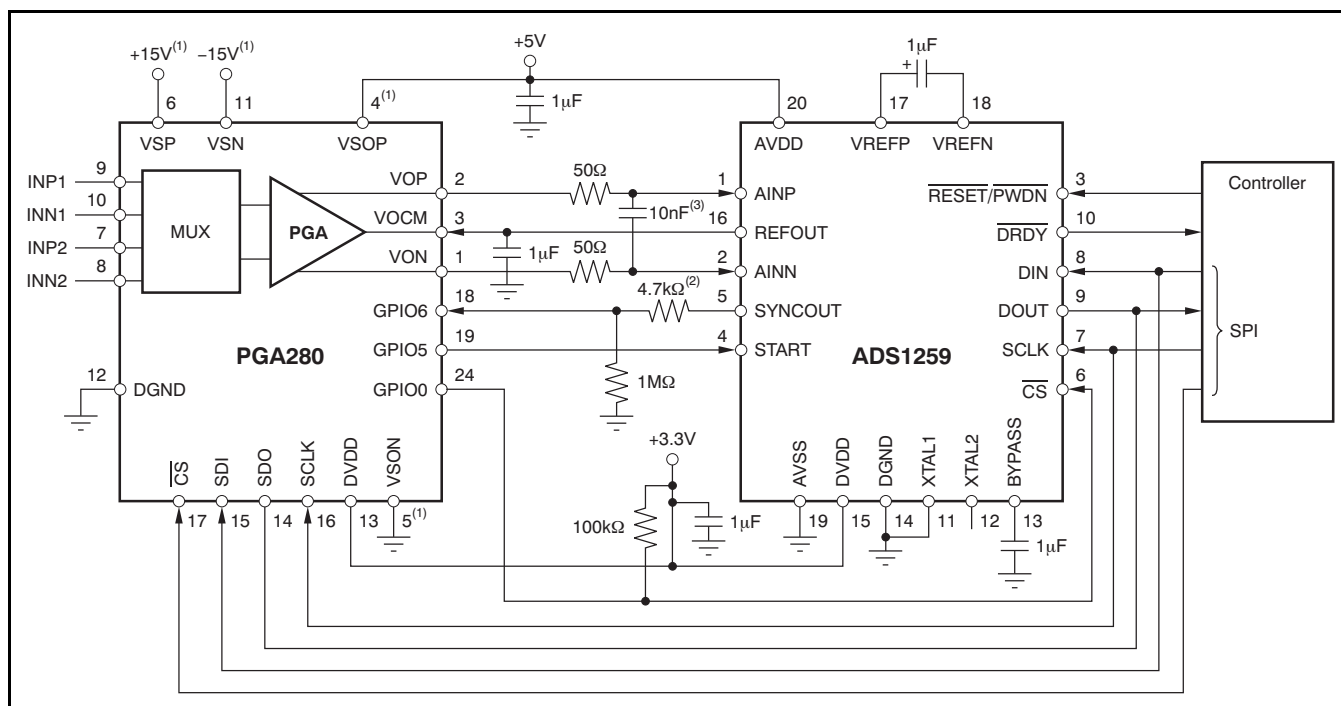 +15V(1) −15V(1) +5V 1μF
+
6 11 4(1) 1μF 20 17 18
VSP VSN VSOP AVDD VREFP VREFN
INP1 9
INN1 10
INP2 7
INN2 8
MUX
PGA
VOP 2 50Ω 1 AINP
10nF(3)
VOCM 3 16 REFOUT
1μF
VON 1 50Ω 2 AINN
GPIO6 18 4.7kΩ(2) 5 SYNCOUT
GPIO5 19 4 START
GPIO0 24
1MΩ
PGA280
12 DGND
ADS1259
RESET/PWDN 3
DRDY 10
DIN 8
DOUT 9
SCLK 7
CS 6
Controller
SPI
+3.3V
100kΩ
1μF
CS SDI SDO SCLK DVDD VSON
17 15 14 16 13 5(1)
AVSS DVDD DGND XTAL1 XTAL2 BYPASS
19 15 14 11 12 13
1μF